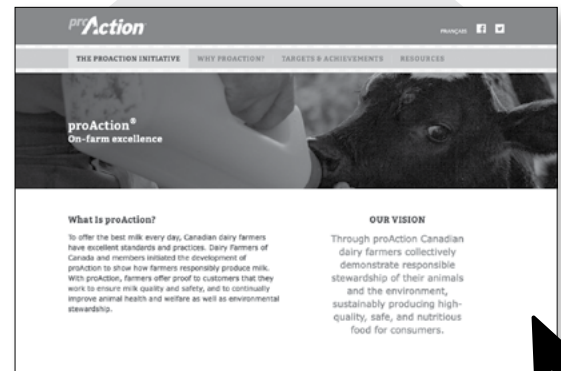 proAction
FRANÇAIS
THE PROACTION INITIATIVE WHY PROACTION? TARGETS & ACHIEVEMENTS RESOURCES
proAction®
On-farm excellence
What Is proAction?
To offer the best milk every day, Canadian dairy farmers
have excellent standards and practices. Dairy Farmers of
Canada and members initiated the development of
proAction to show how farmers responsibly produce milk.
With proAction, farmers offer proof to customers that they
work to ensure milk quality and safety, and to continually
improve animal health and welfare as well as environmental
stewardship.
OUR VISION
Through proAction Canadian
dairy farmers collectively
demonstrate responsible
stewardship of their animals
and the environment,
sustainably producing high-
quality, safe, and nutritious
food for consumers.